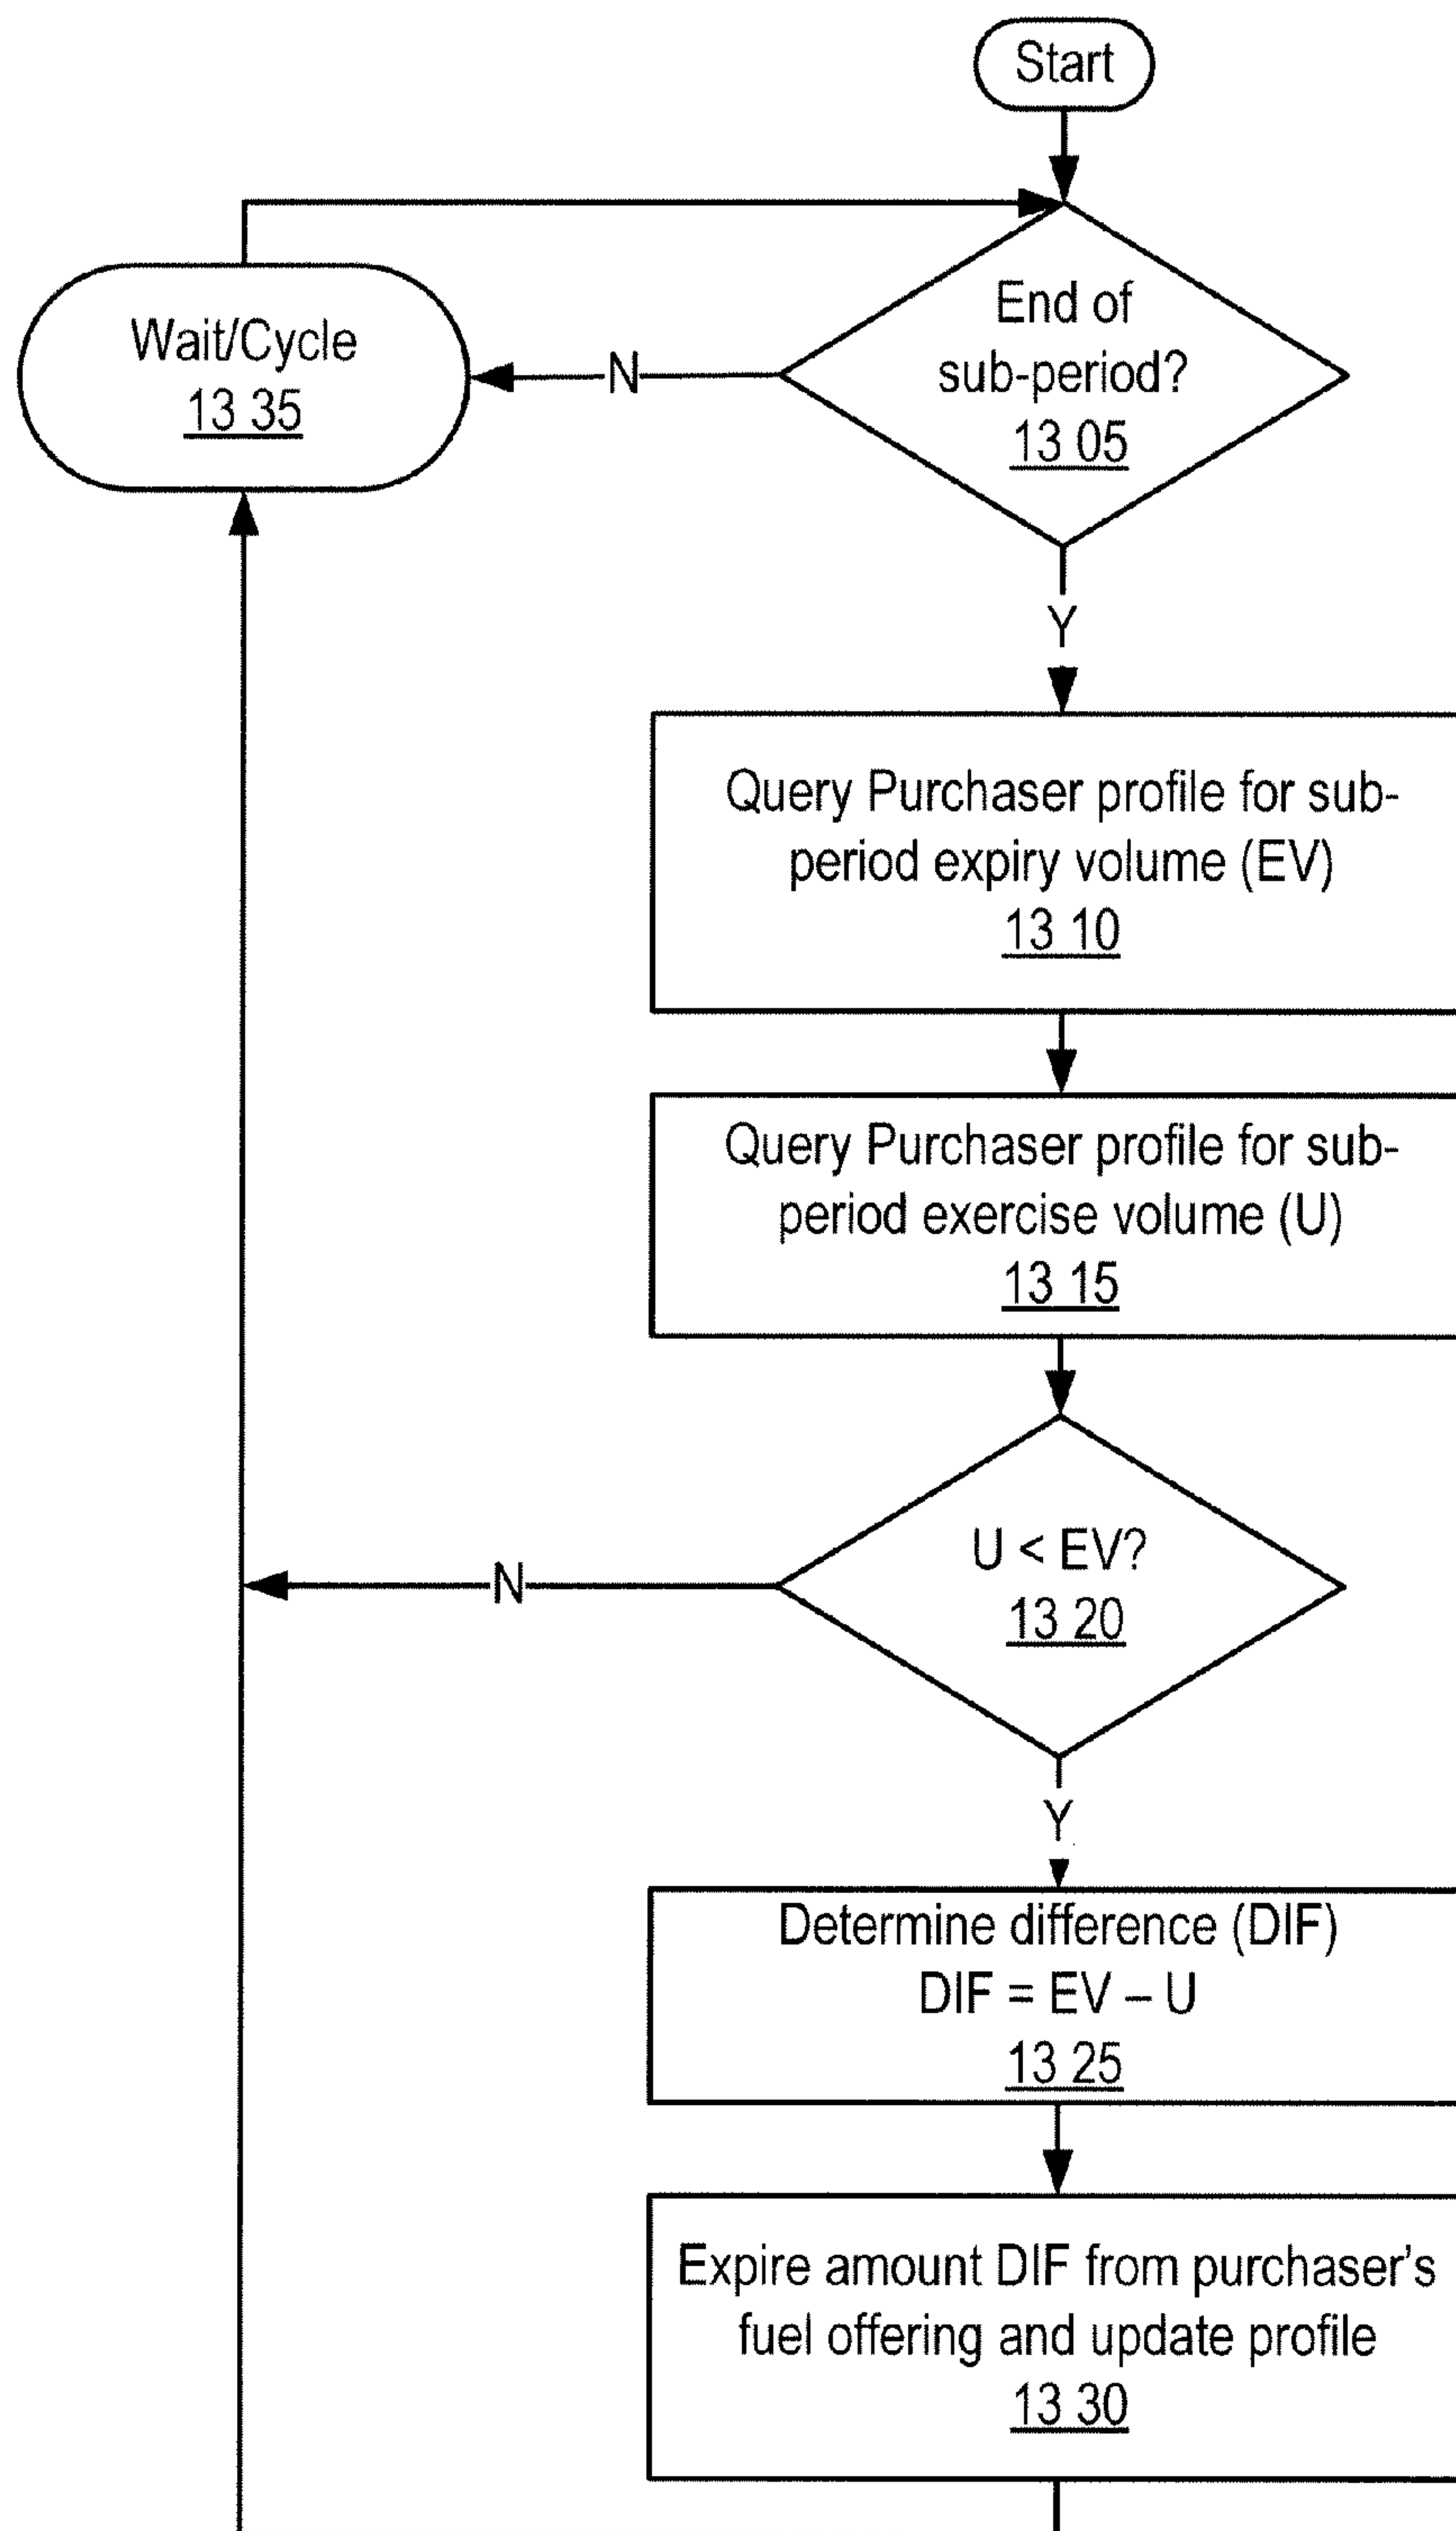 Start
End of
sub-period?
13 05
Wait/Cycle
13 35
N
Y
Query Purchaser profile for sub-
period expiry volume (EV)
13 10
Query Purchaser profile for sub-
period exercise volume (U)
13 15
U < EV?
13 20
N
Y
Determine difference (DIF)
DIF = EV – U
13 25
Expire amount DIF from purchaser's
fuel offering and update profile
13 30